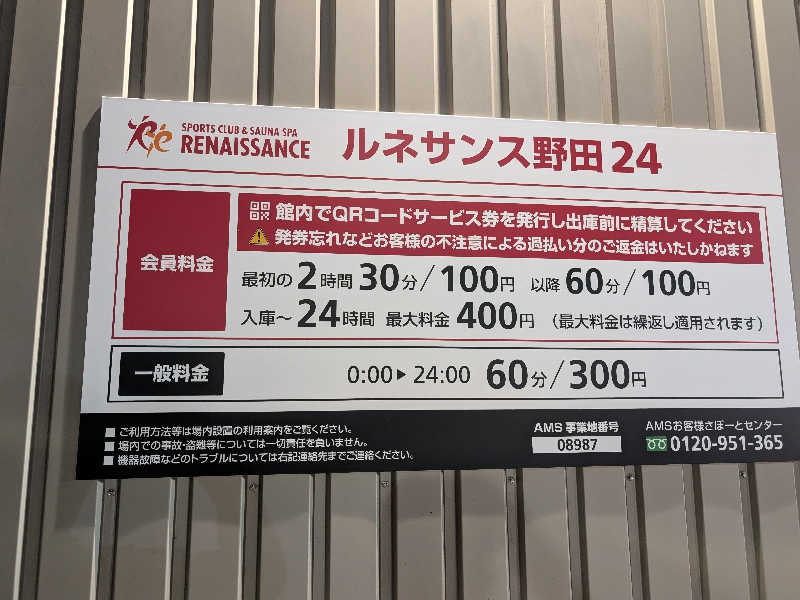 SPORTS CLUB & SAUNA SPA
RENAISSANCE
ルネサンス野田24
会員料金
館内でQRコードサービス券を発行し出庫前に精算してください
発券忘れなどお客様の不注意による過払い分のご返金はいたしかねます
最初の2時間30分/100円 以降60分/100円
入庫〜24時間 最大料金400円 (最大料金は繰返し適用されます)
一般料金
0:00▶24:00 60分/300円
■ ご利用方法等は場内設置の利用案内をご覧ください。
■ 場内での事故・盗難等については一切責任を負いません。
■ 機器故障などのトラブルについては右記連絡先までご連絡ください。
AMS 事業地番号
08987
AMSお客様さぽーとセンター
0120-951-365